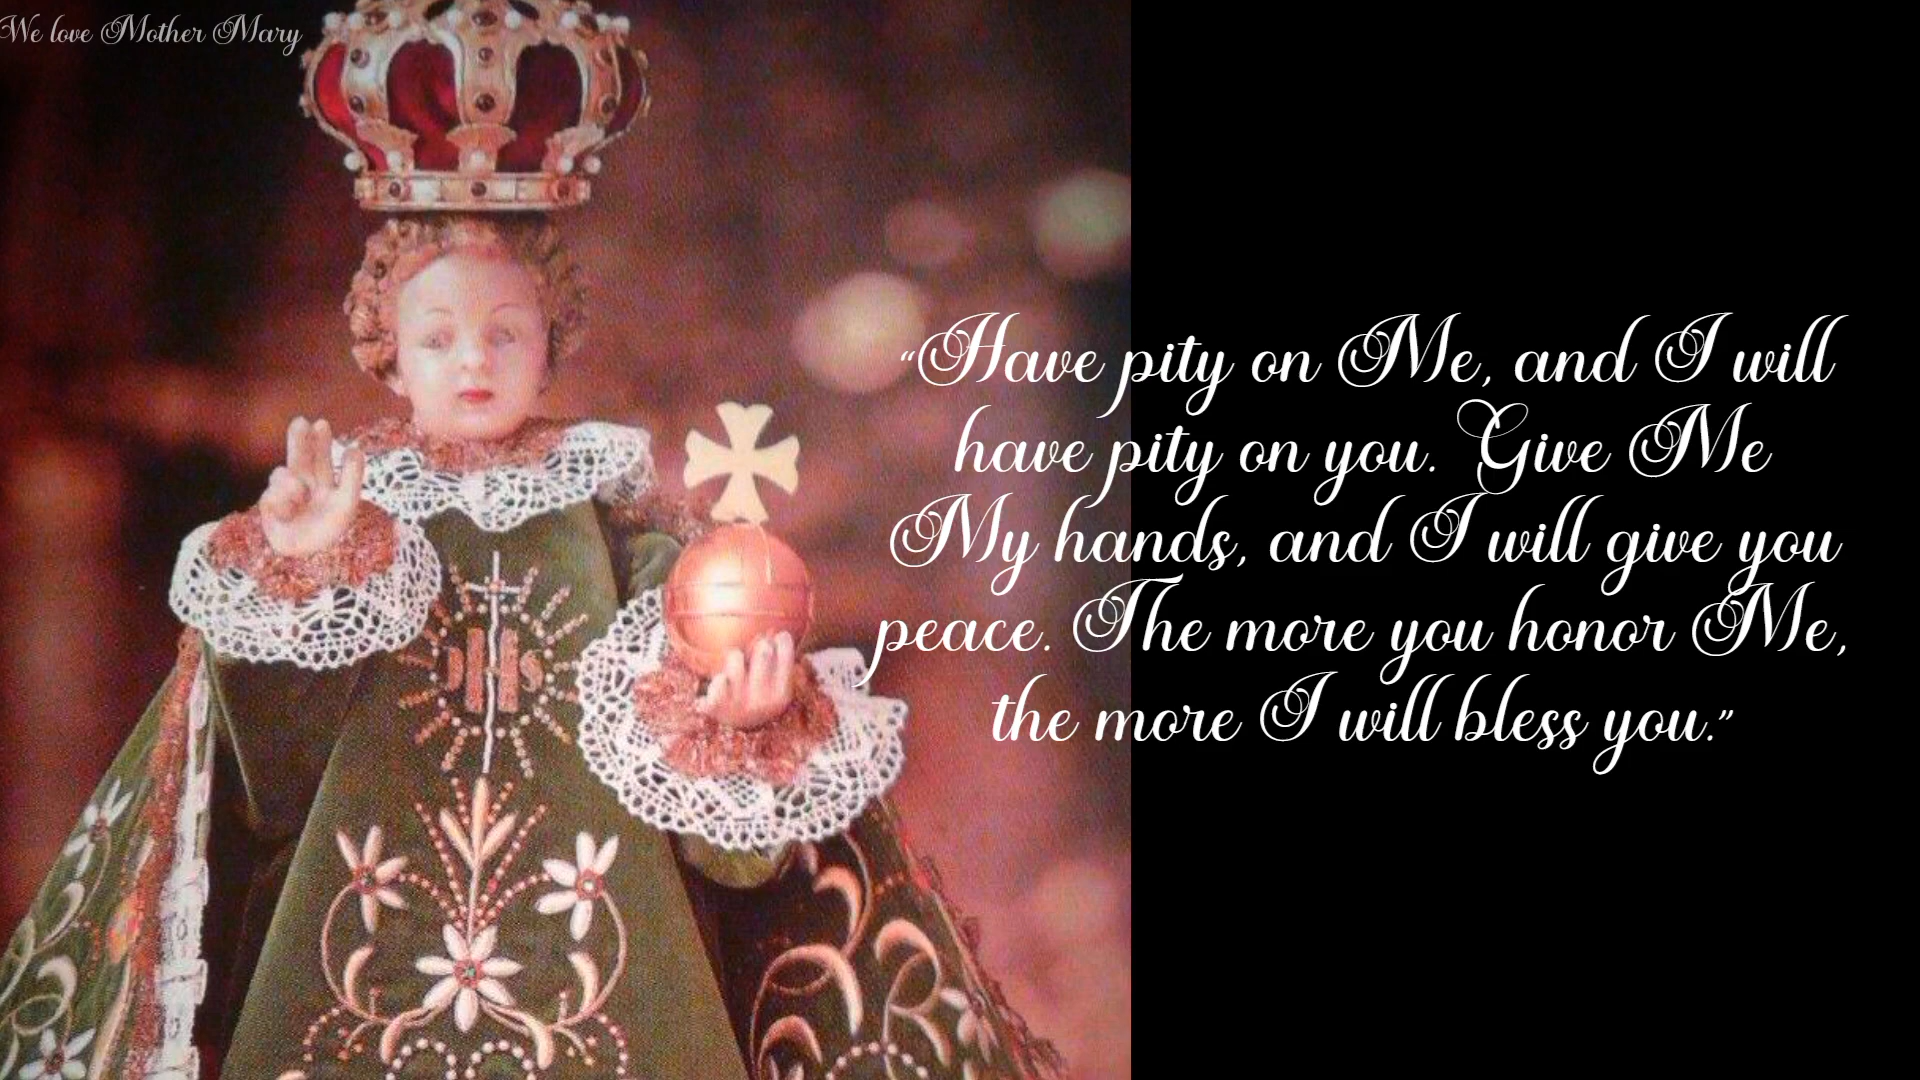 We love Mother Mary
“Have pity on Me, and I will
have pity on you. Give Me
My hands, and I will give you
peace. The more you honor Me,
the more I will bless you.”
IHS